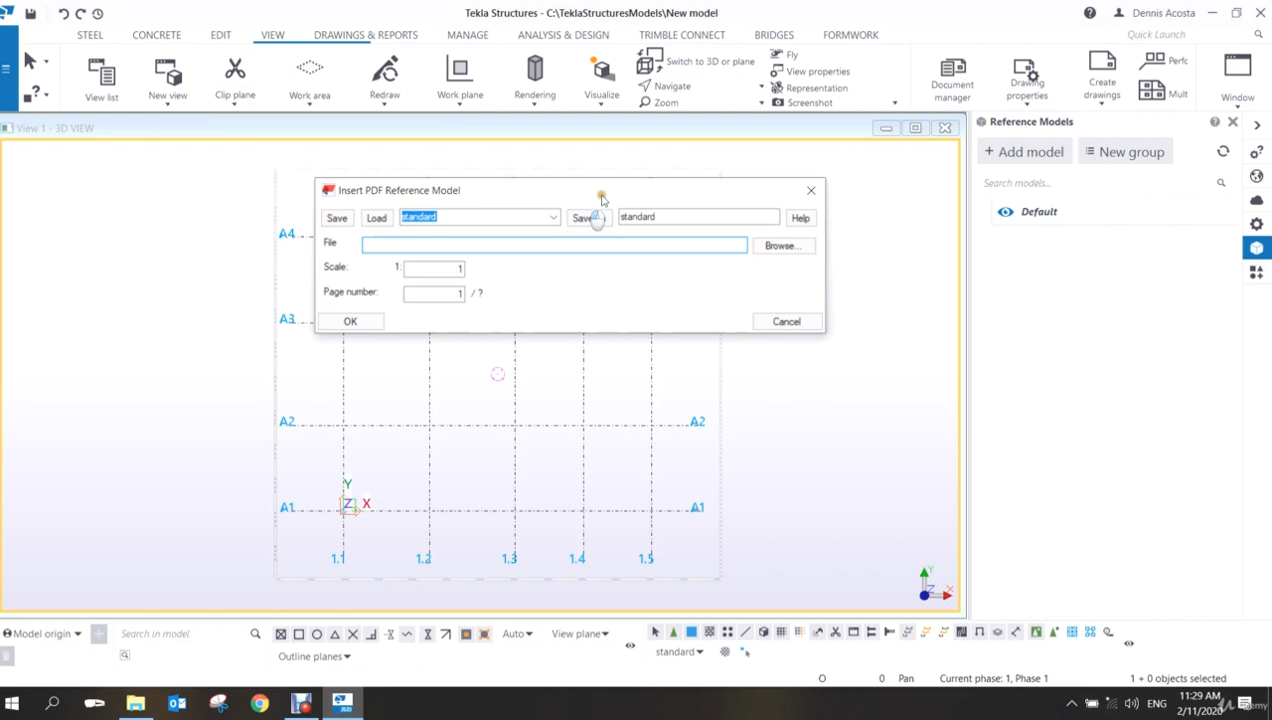 Tekla Structures - C:\TeklaStructuresModels\New model
Dennis Acosta
STEEL CONCRETE EDIT VIEW DRAWINGS & REPORTS MANAGE ANALYSIS & DESIGN TRIMBLE CONNECT BRIDGES FORMWORK
Quick Launch
View list
New view
Clip plane
Work area
Redraw
Work plane
Rendering
Visualize
Switch to 3D or plane
Navigate
Zoom
Fly
View properties
Representation
Screenshot
Document manager
Drawing properties
Create drawings
Perfc
Mult
Window
View 1 - 3D VIEW
Reference Models
+ Add model
New group
Search models...
Default
Insert PDF Reference Model
Save Load standard Save standard Help
File Browse...
Scale: 1: 1
Page number: 1 / ?
OK Cancel
A4
A3
A2 A2
A1 A1
Y
Z X
1.1 1.2 1.3 1.4 1.5
Y
Z X
Model origin
Search in model
Auto
View plane
Outline planes
standard
O 0 Pan Current phase: 1, Phase 1 1 + 0 objects selected
2020
ENG
11:29 AM
2/11/2020
Udemy